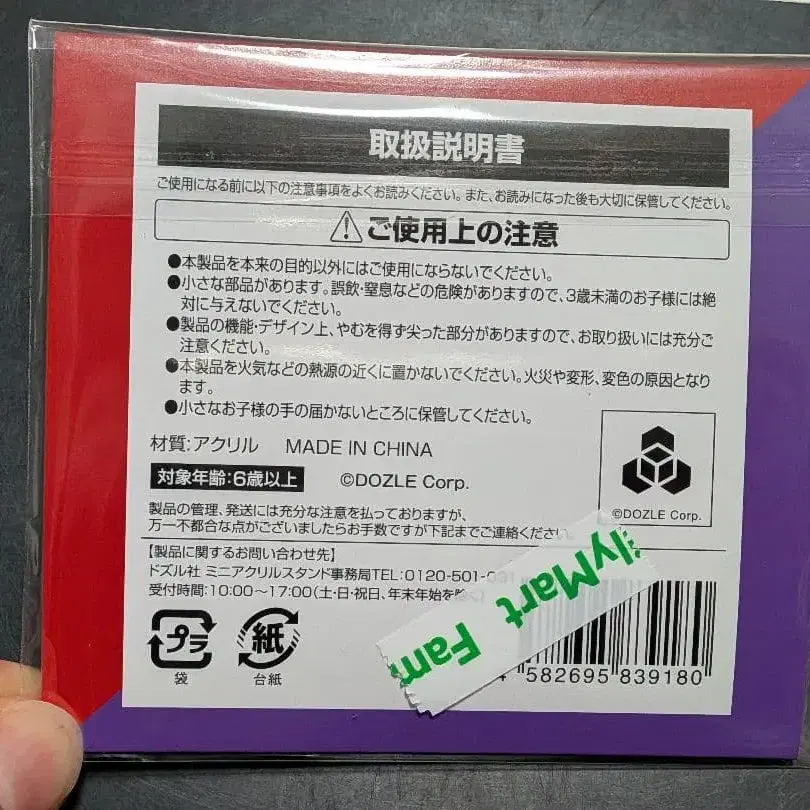 取扱説明書
ご使用になる前に以下の注意事項をよくお読みください。また、お読みになった後も大切に保管してください。
ご使用上の注意
●本製品を本来の目的以外にはご使用にならないでください。
●小さな部品があります。誤飲・窒息などの危険がありますので、3歳未満のお子様には絶
対に与えないでください。
●製品の機能・デザイン上、やむを得ず尖った部分がありますので、お取り扱いには充分ご
注意ください。
●本製品を火気などの熱源の近くに置かないでください。火災や変形、変色の原因となり
ます。
●小さなお子様の手の届かないところに保管してください。
材質:アクリル MADE IN CHINA
対象年齢:6歳以上 ©DOZLE Corp.
©DOZLE Corp.
製品の管理、発送には充分な注意を払っておりますが、
万一不都合な点がございましたらお手数ですが下記までご連絡ください
【製品に関するお問い合わせ先】
ドズル社 ミニアクリルスタンド事務局TEL:0120-501-
受付時間:10:00〜17:00(土・日・祝日、年末年始を
プラ
袋
紙
台紙
lyMart Fam
4 582695 839180